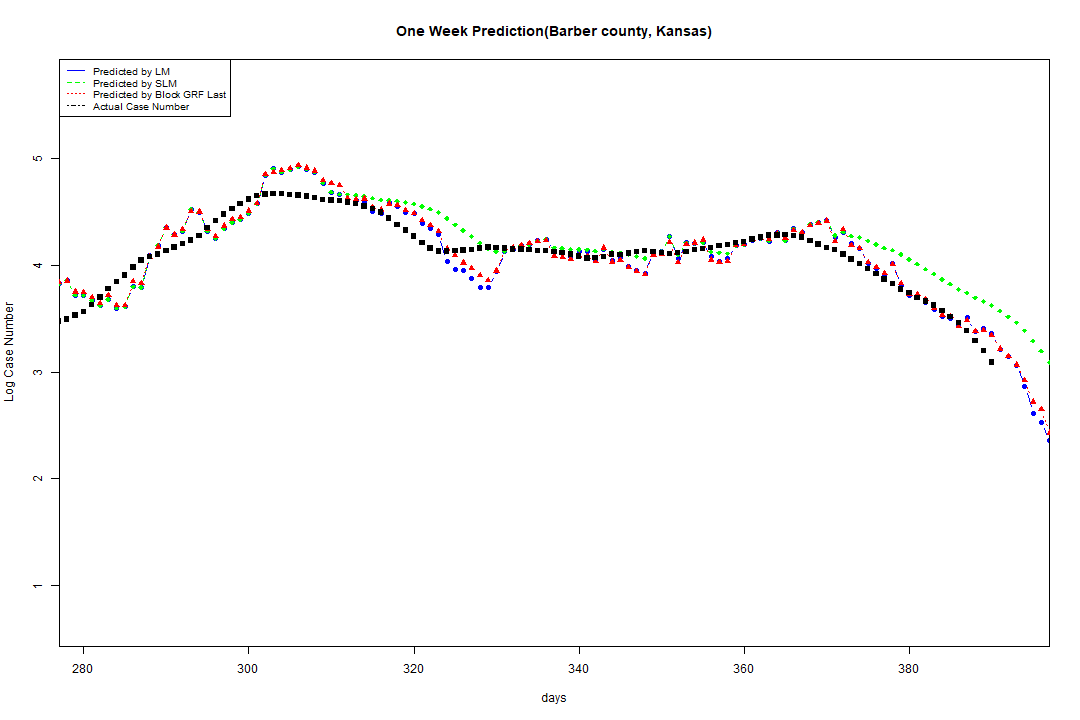 One Week Prediction(Barber county, Kansas)
Predicted by LM
Predicted by SLM
Predicted by Block GRF Last
Actual Case Number
5
4
3
2
1
Log Case Number
280 300 320 340 360 380
days